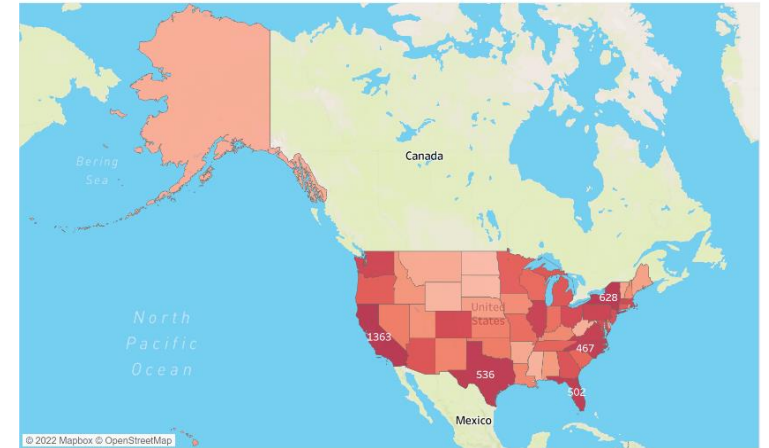 Canada
Bering
Sea
United
States
628
North
Pacific
Ocean
1363
467
536
502
Mexico
© 2022 Mapbox © OpenStreetMap